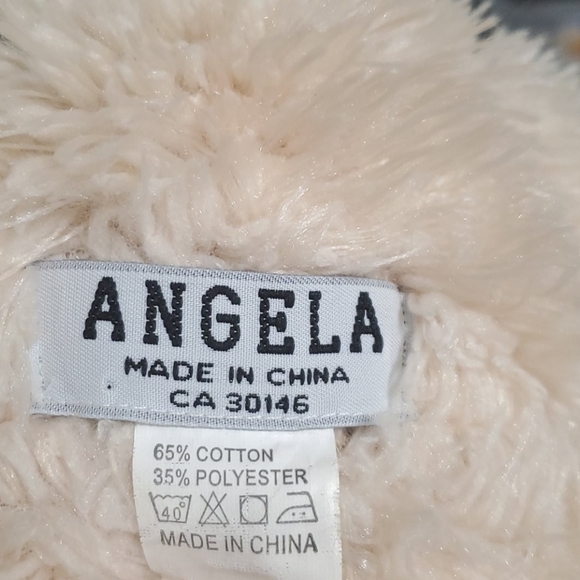 ANGELA
MADE IN CHINA
CA 30146
65% COTTON
35% POLYESTER
40°
MADE IN CHINA